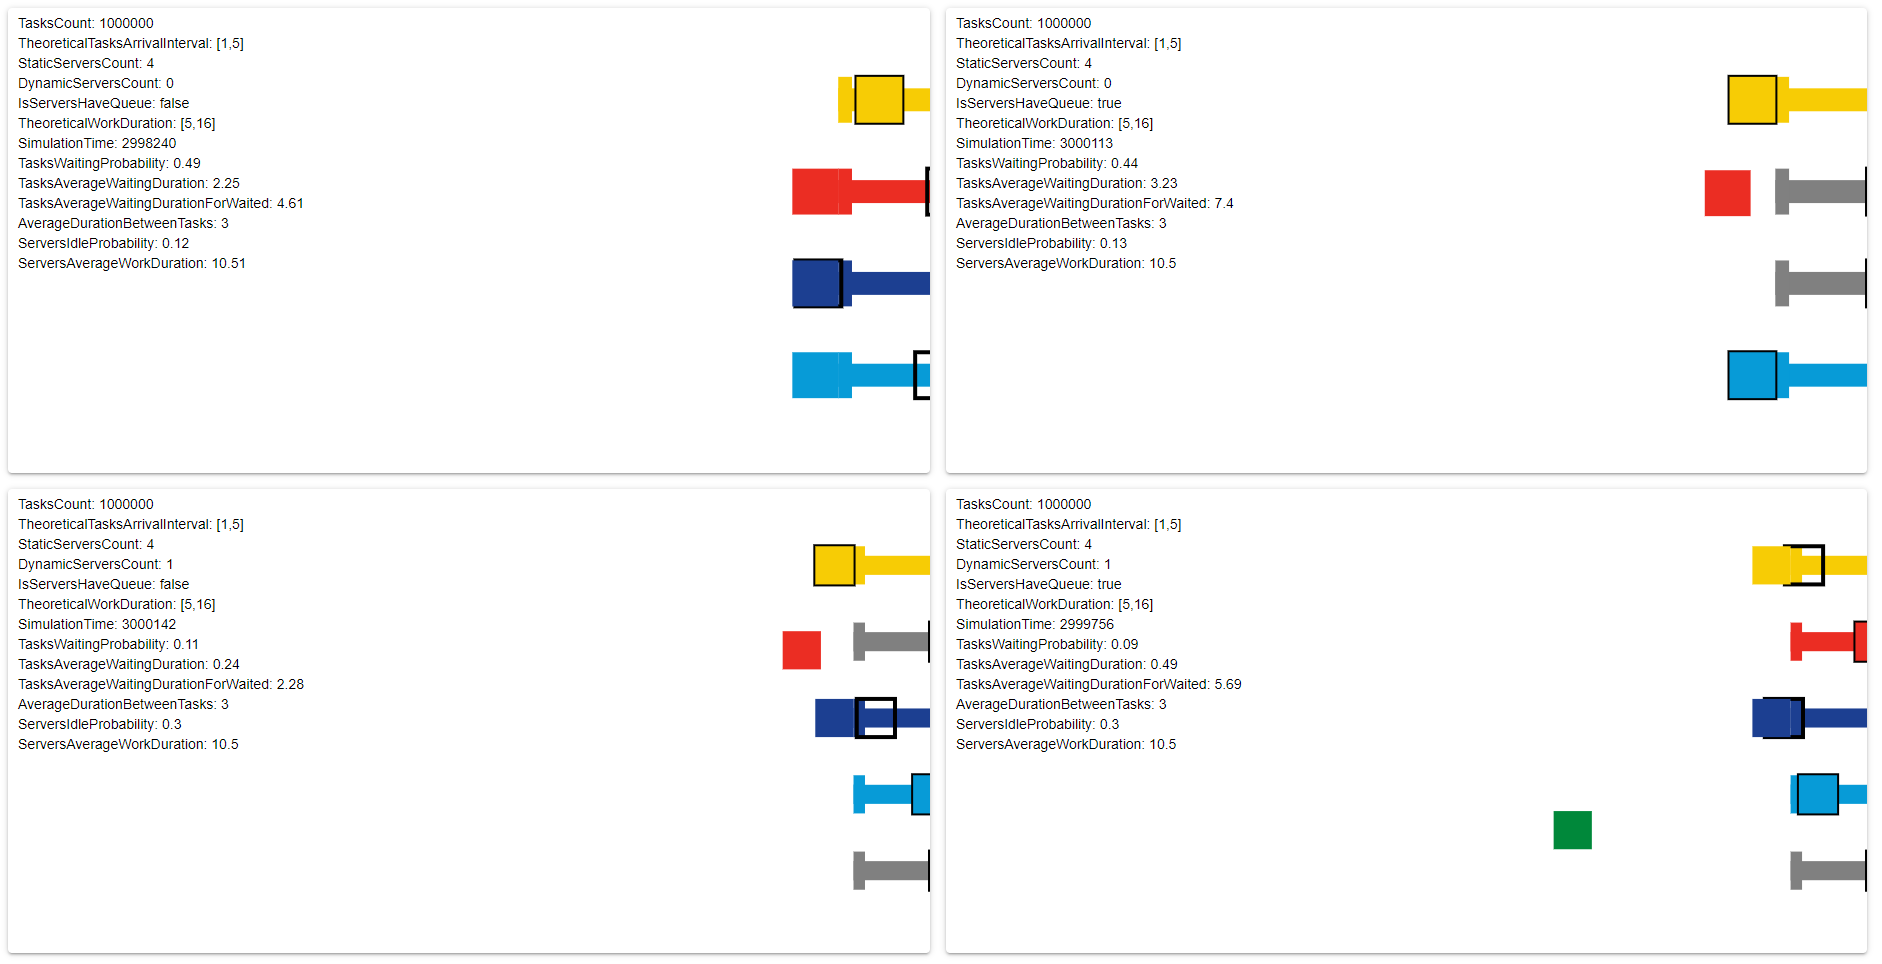 TasksCount: 1000000
TheoreticalTasksArrivalInterval: [1,5]
StaticServersCount: 4
DynamicServersCount: 0
IsServersHaveQueue: false
TheoreticalWorkDuration: [5,16]
SimulationTime: 2998240
TasksWaitingProbability: 0.49
TasksAverageWaitingDuration: 2.25
TasksAverageWaitingDurationForWaited: 4.61
AverageDurationBetweenTasks: 3
ServersIdleProbability: 0.12
ServersAverageWorkDuration: 10.51
TasksCount: 1000000
TheoreticalTasksArrivalInterval: [1,5]
StaticServersCount: 4
DynamicServersCount: 0
IsServersHaveQueue: true
TheoreticalWorkDuration: [5,16]
SimulationTime: 3000113
TasksWaitingProbability: 0.44
TasksAverageWaitingDuration: 3.23
TasksAverageWaitingDurationForWaited: 7.4
AverageDurationBetweenTasks: 3
ServersIdleProbability: 0.13
ServersAverageWorkDuration: 10.5
TasksCount: 1000000
TheoreticalTasksArrivalInterval: [1,5]
StaticServersCount: 4
DynamicServersCount: 1
IsServersHaveQueue: false
TheoreticalWorkDuration: [5,16]
SimulationTime: 3000142
TasksWaitingProbability: 0.11
TasksAverageWaitingDuration: 0.24
TasksAverageWaitingDurationForWaited: 2.28
AverageDurationBetweenTasks: 3
ServersIdleProbability: 0.3
ServersAverageWorkDuration: 10.5
TasksCount: 1000000
TheoreticalTasksArrivalInterval: [1,5]
StaticServersCount: 4
DynamicServersCount: 1
IsServersHaveQueue: true
TheoreticalWorkDuration: [5,16]
SimulationTime: 2999756
TasksWaitingProbability: 0.09
TasksAverageWaitingDuration: 0.49
TasksAverageWaitingDurationForWaited: 5.69
AverageDurationBetweenTasks: 3
ServersIdleProbability: 0.3
ServersAverageWorkDuration: 10.5